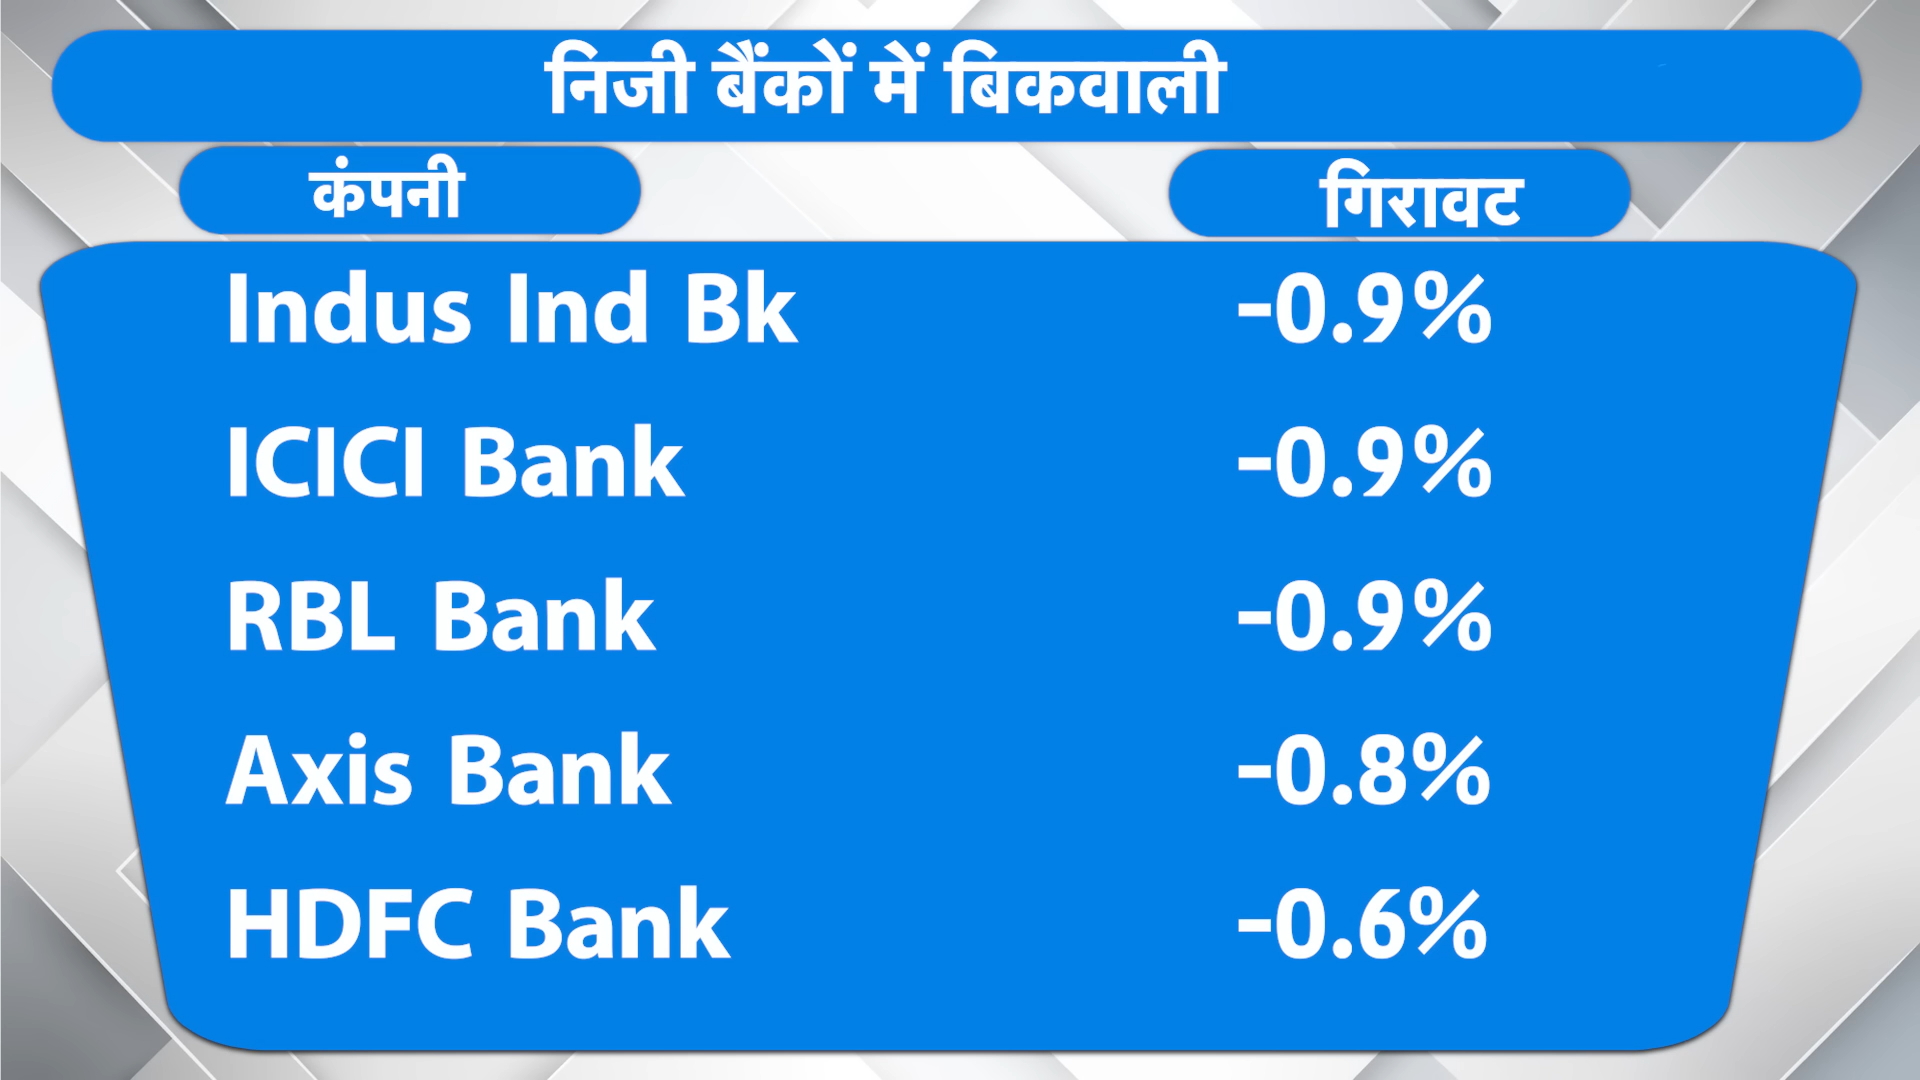 निजी बैंकों में बिकवाली
कंपनी गिरावट
Indus Ind Bk -0.9%
ICICI Bank -0.9%
RBL Bank -0.9%
Axis Bank -0.8%
HDFC Bank -0.6%